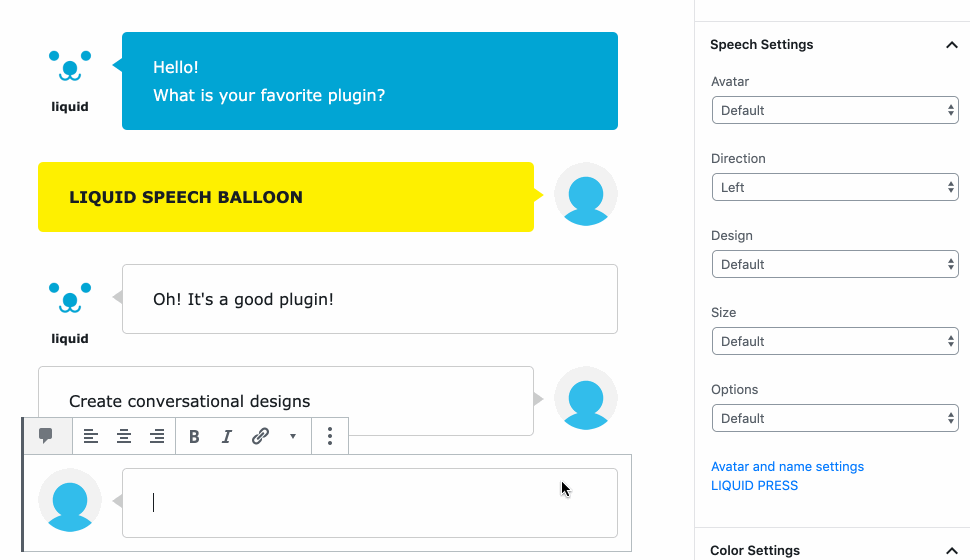 Hello!
What is your favorite plugin?
liquid
LIQUID SPEECH BALLOON
Oh! It's a good plugin!
liquid
Create conversational designs
B I
Speech Settings
Avatar
Default
Direction
Left
Design
Default
Size
Default
Options
Default
Avatar and name settings
LIQUID PRESS
Color Settings